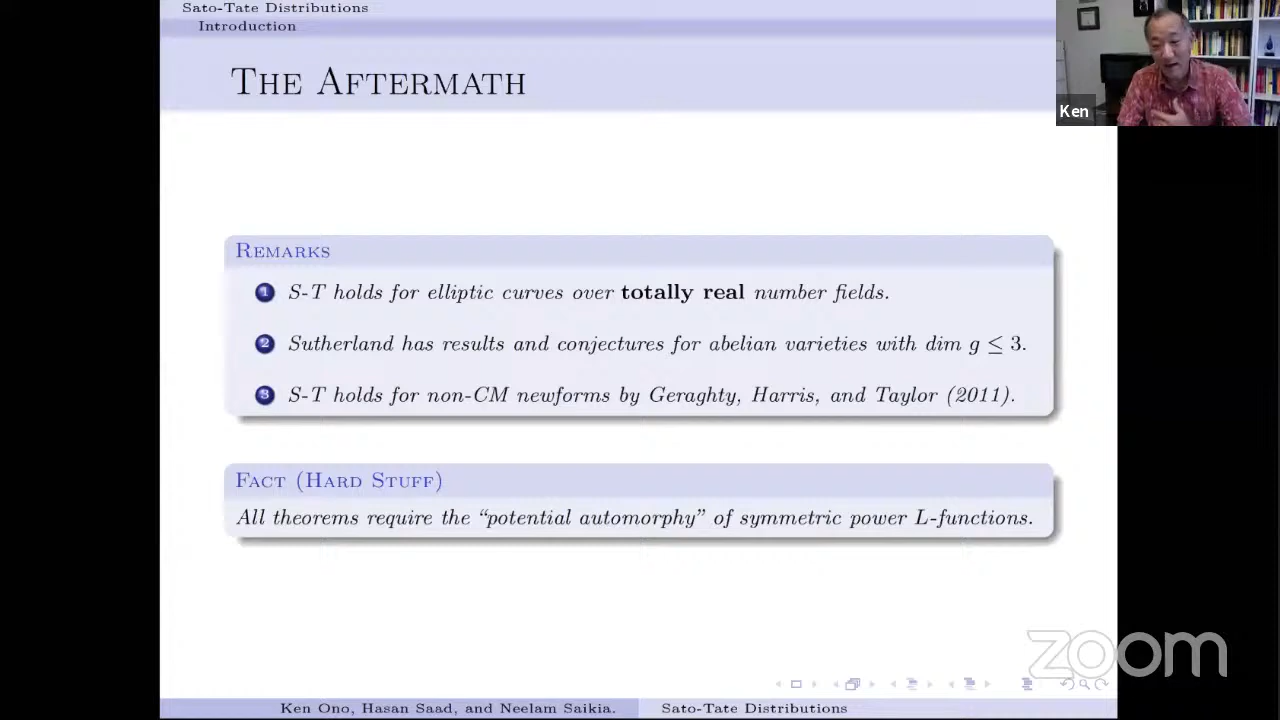 Sato-Tate Distributions
Introduction
The Aftermath
Ken
Remarks
1 S-T holds for elliptic curves over totally real number fields.
2 Sutherland has results and conjectures for abelian varieties with dim g ≤ 3.
3 S-T holds for non-CM newforms by Geraghty, Harris, and Taylor (2011).
Fact (Hard Stuff)
All theorems require the “potential automorphy” of symmetric power L-functions.
zoom
Ken Ono, Hasan Saad, and Neelam Saikia.
Sato-Tate Distributions